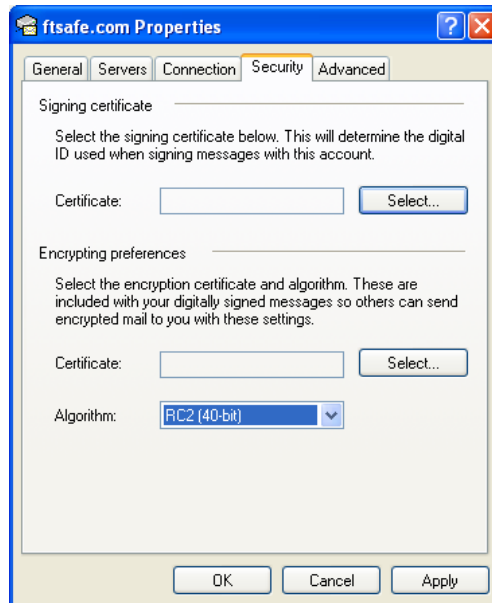 ftsafe.com Properties
General Servers Connection Security Advanced
Signing certificate
Select the signing certificate below. This will determine the digital
ID used when signing messages with this account.
Certificate: Select...
Encrypting preferences
Select the encryption certificate and algorithm. These are
included with your digitally signed messages so others can send
encrypted mail to you with these settings.
Certificate: Select...
Algorithm: RC2 (40-bit)
OK Cancel Apply